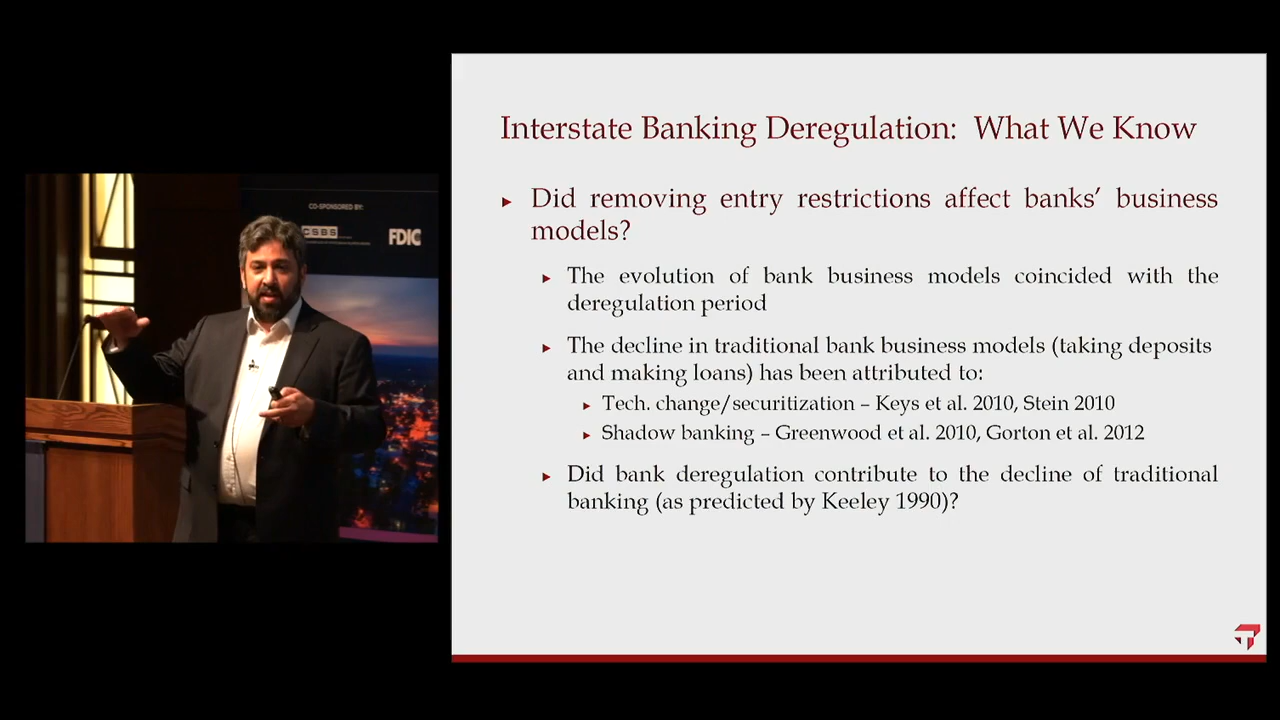 CO-SPONSORED BY:
CSBS
FDIC
Interstate Banking Deregulation: What We Know
Did removing entry restrictions affect banks' business
models?
The evolution of bank business models coincided with the
deregulation period
The decline in traditional bank business models (taking deposits
and making loans) has been attributed to:
Tech. change/securitization – Keys et al. 2010, Stein 2010
Shadow banking – Greenwood et al. 2010, Gorton et al. 2012
Did bank deregulation contribute to the decline of traditional
banking (as predicted by Keeley 1990)?